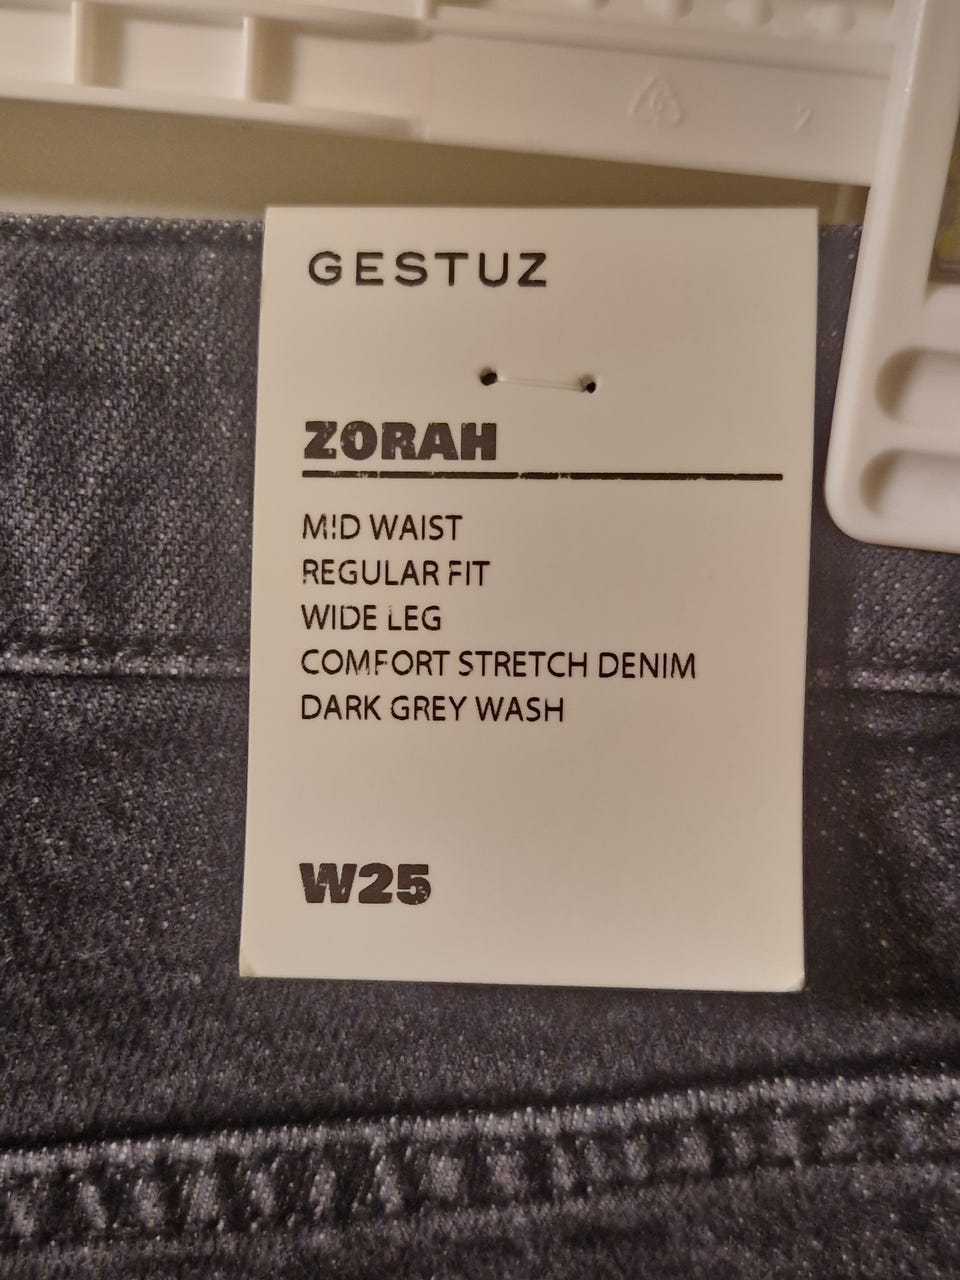 GESTUZ
ZORAH
MID WAIST
REGULAR FIT
WIDE LEG
COMFORT STRETCH DENIM
DARK GREY WASH
W25